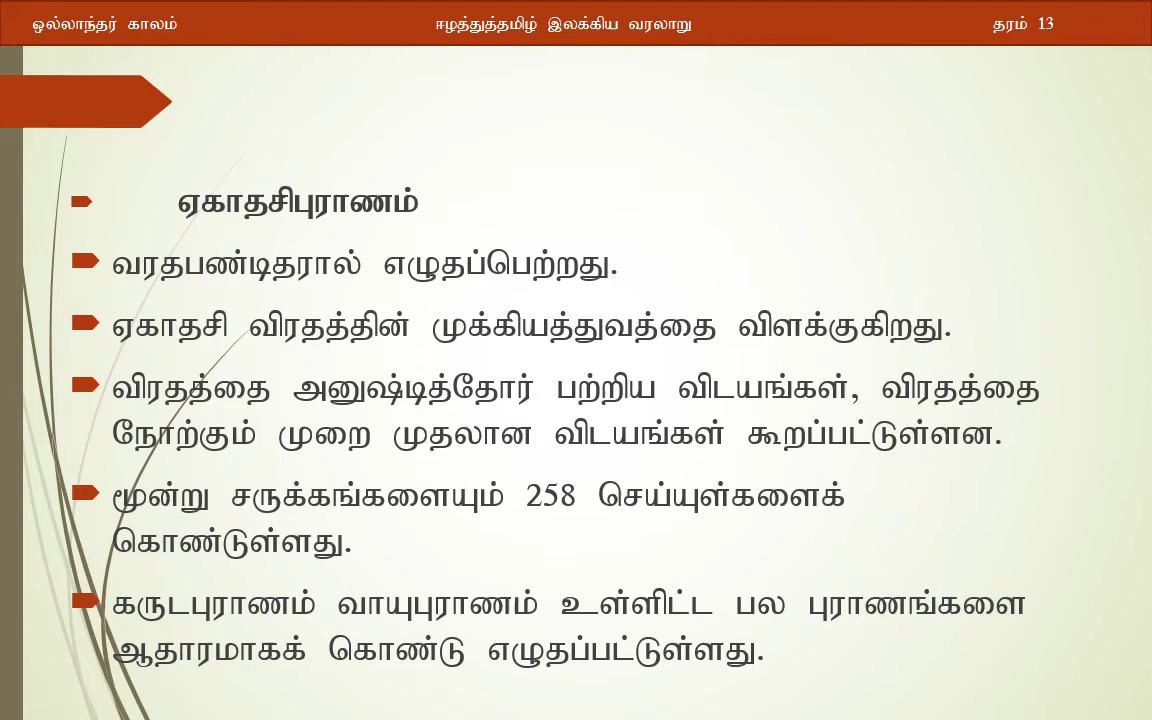 ஒல்லாந்தர் காலம் ஈழத்துத்தமிழ் இலக்கிய வரலாறு தரம் 13
ஏகாதசிபுராணம்
வரதபண்டிதரால் எழுதப்பெற்றது.
ஏகாதசி விரதத்தின் முக்கியத்துவத்தை விளக்குகிறது.
விரதத்தை அனுஷ்டித்தோர் பற்றிய விடயங்கள், விரதத்தை
நோற்கும் முறை முதலான விடயங்கள் கூறப்பட்டுள்ளன.
மூன்று சருக்கங்களையும் 258 செய்யுள்களைக்
கொண்டுள்ளது.
கருடபுராணம் வாயுபுராணம் உள்ளிட்ட பல புராணங்களை
ஆதாரமாகக் கொண்டு எழுதப்பட்டுள்ளது.